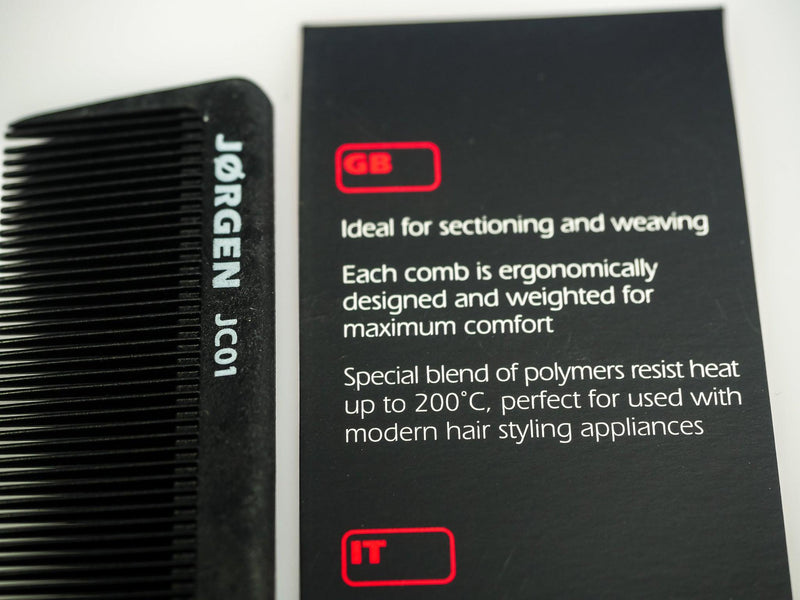 JØRGEN JC01
GB
Ideal for sectioning and weaving
Each comb is ergonomically
designed and weighted for
maximum comfort
Special blend of polymers resist heat
up to 200°C, perfect for used with
modern hair styling appliances
IT